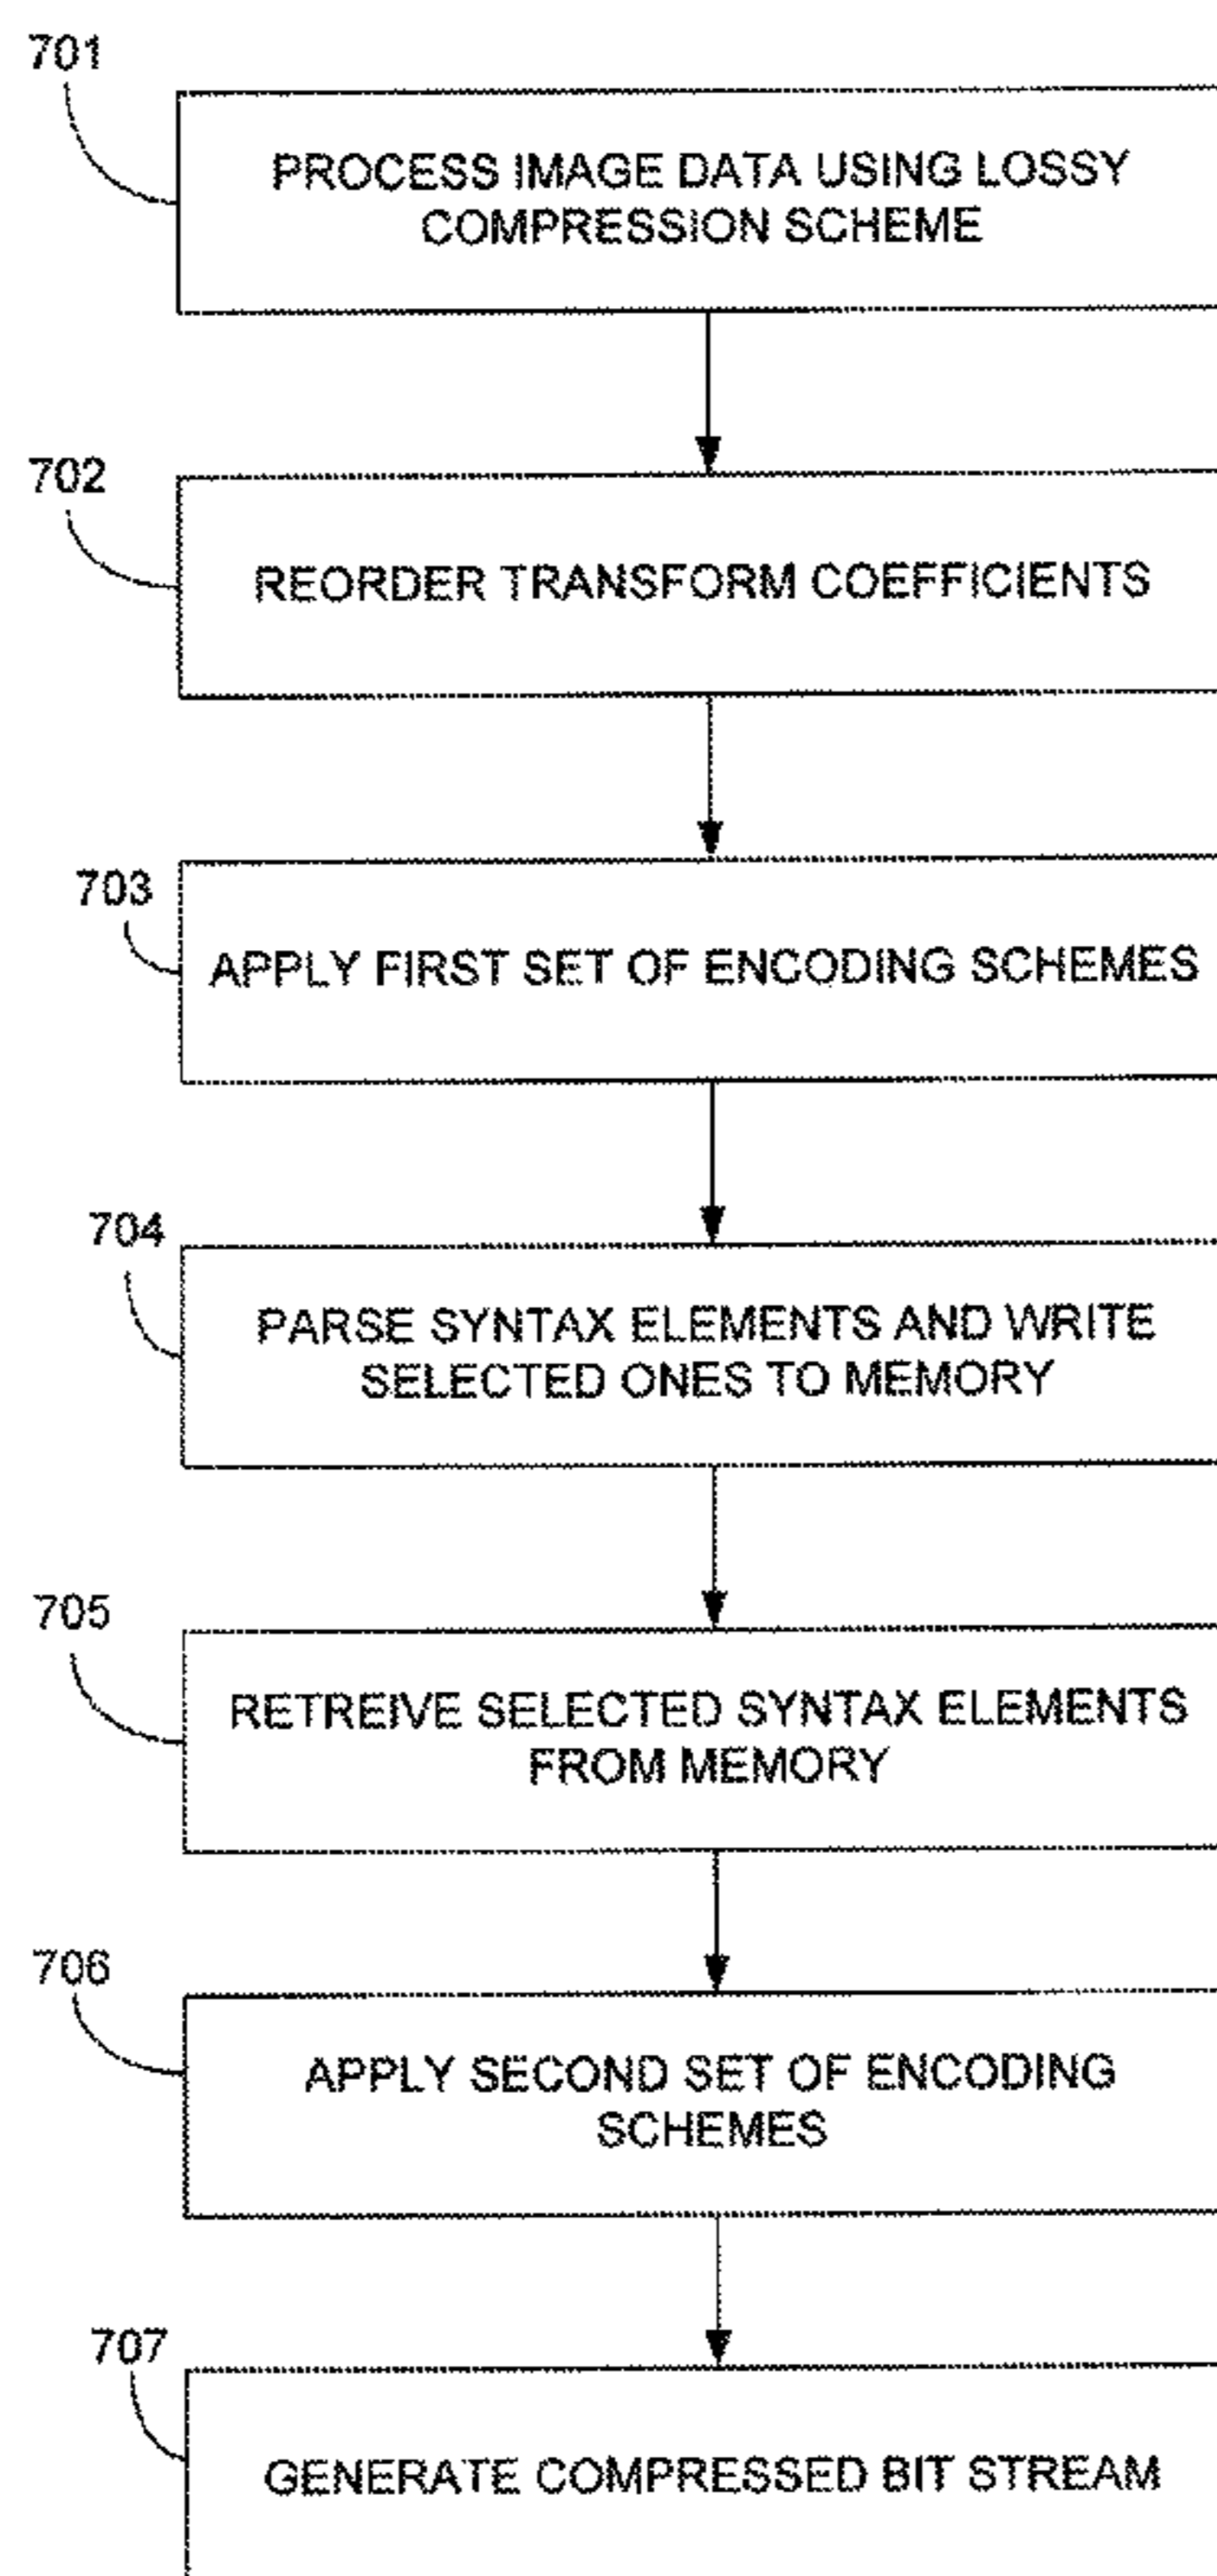 701
PROCESS IMAGE DATA USING LOSSY
COMPRESSION SCHEME
702
REORDER TRANSFORM COEFFICIENTS
703
APPLY FIRST SET OF ENCODING SCHEMES
704
PARSE SYNTAX ELEMENTS AND WRITE
SELECTED ONES TO MEMORY
705
RETREIVE SELECTED SYNTAX ELEMENTS
FROM MEMORY
706
APPLY SECOND SET OF ENCODING
SCHEMES
707
GENERATE COMPRESSED BIT STREAM